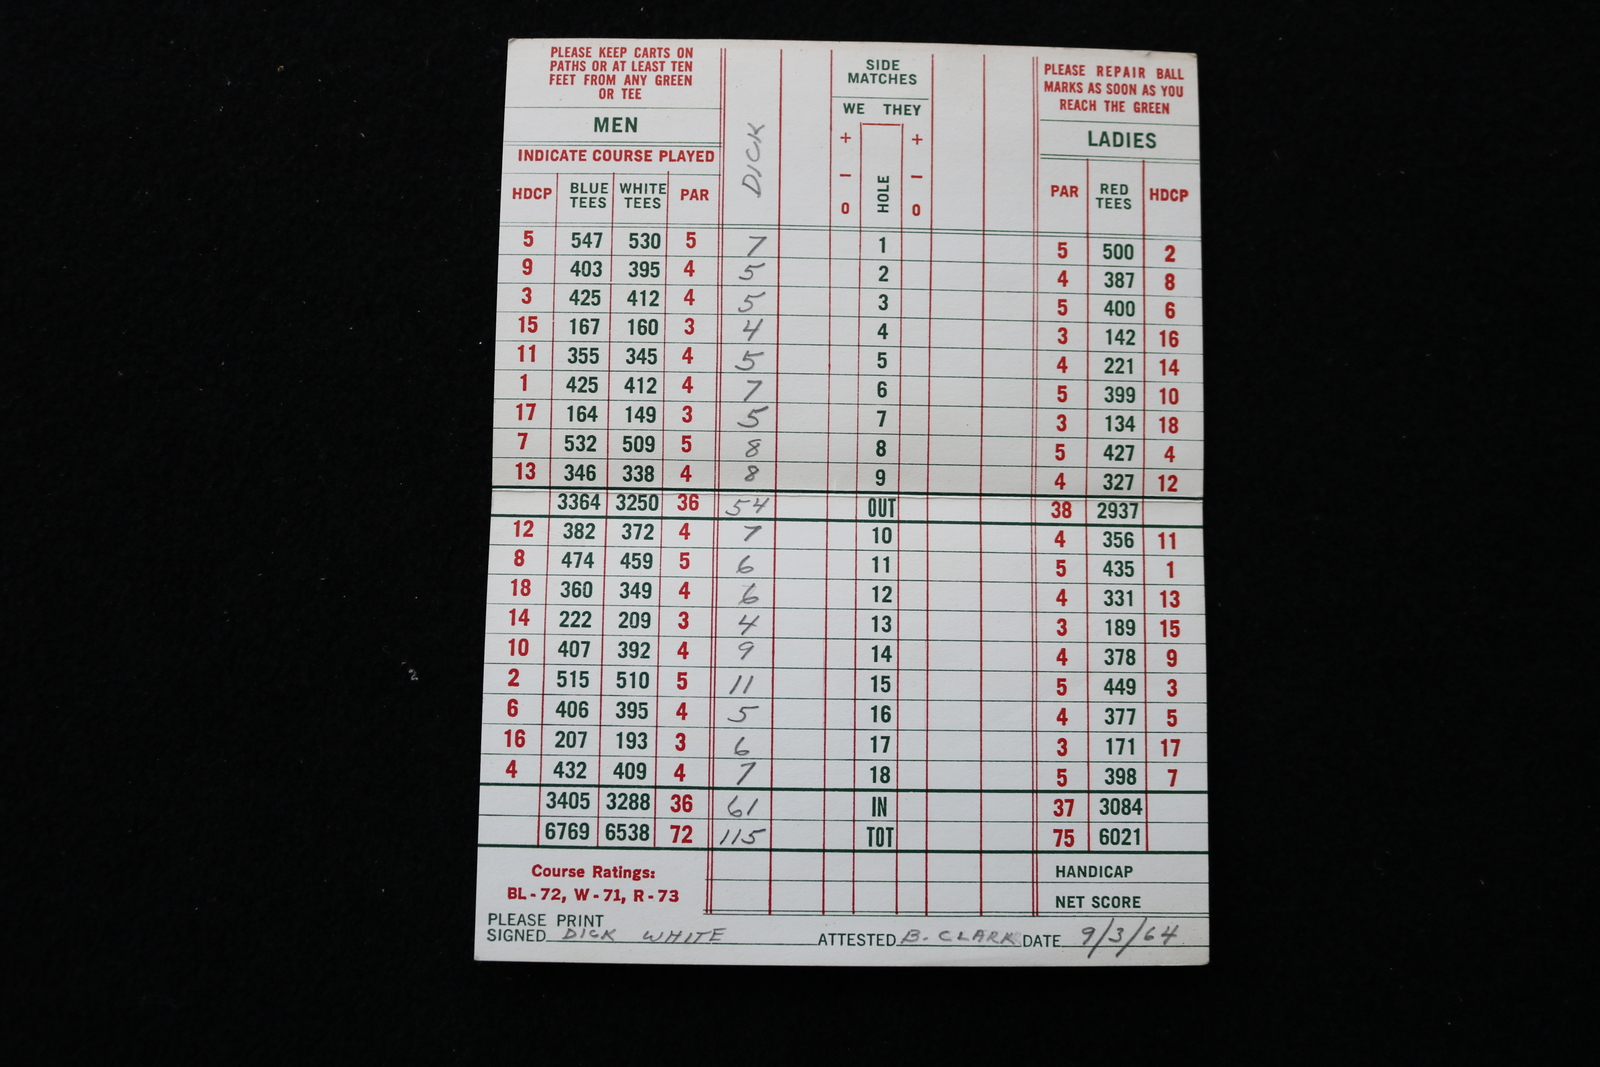 PLEASE KEEP CARTS ON
PATHS OR AT LEAST TEN
FEET FROM ANY GREEN
OR TEE
MEN
INDICATE COURSE PLAYED
HDCP BLUE TEES WHITE TEES PAR
DICK
SIDE
MATCHES
WE THEY
+ +
- -
0 HOLE 0
PLEASE REPAIR BALL
MARKS AS SOON AS YOU
REACH THE GREEN
LADIES
PAR RED TEES HDCP
5 547 530 5 7 1 5 500 2
9 403 395 4 5 2 4 387 8
3 425 412 4 5 3 5 400 6
15 167 160 3 4 4 3 142 16
11 355 345 4 5 5 4 221 14
1 425 412 4 7 6 5 399 10
17 164 149 3 5 7 3 134 18
7 532 509 5 8 8 5 427 4
13 346 338 4 8 9 4 327 12
3364 3250 36 54 OUT 38 2937
12 382 372 4 7 10 4 356 11
8 474 459 5 6 11 5 435 1
18 360 349 4 6 12 4 331 13
14 222 209 3 4 13 3 189 15
10 407 392 4 9 14 4 378 9
2 515 510 5 11 15 5 449 3
6 406 395 4 5 16 4 377 5
16 207 193 3 6 17 3 171 17
4 432 409 4 7 18 5 398 7
3405 3288 36 61 IN 37 3084
6769 6538 72 115 TOT 75 6021
Course Ratings: HANDICAP
BL-72, W-71, R-73 NET SCORE
PLEASE PRINT
SIGNED DICK WHITE ATTESTED B. CLARK DATE 9/3/64